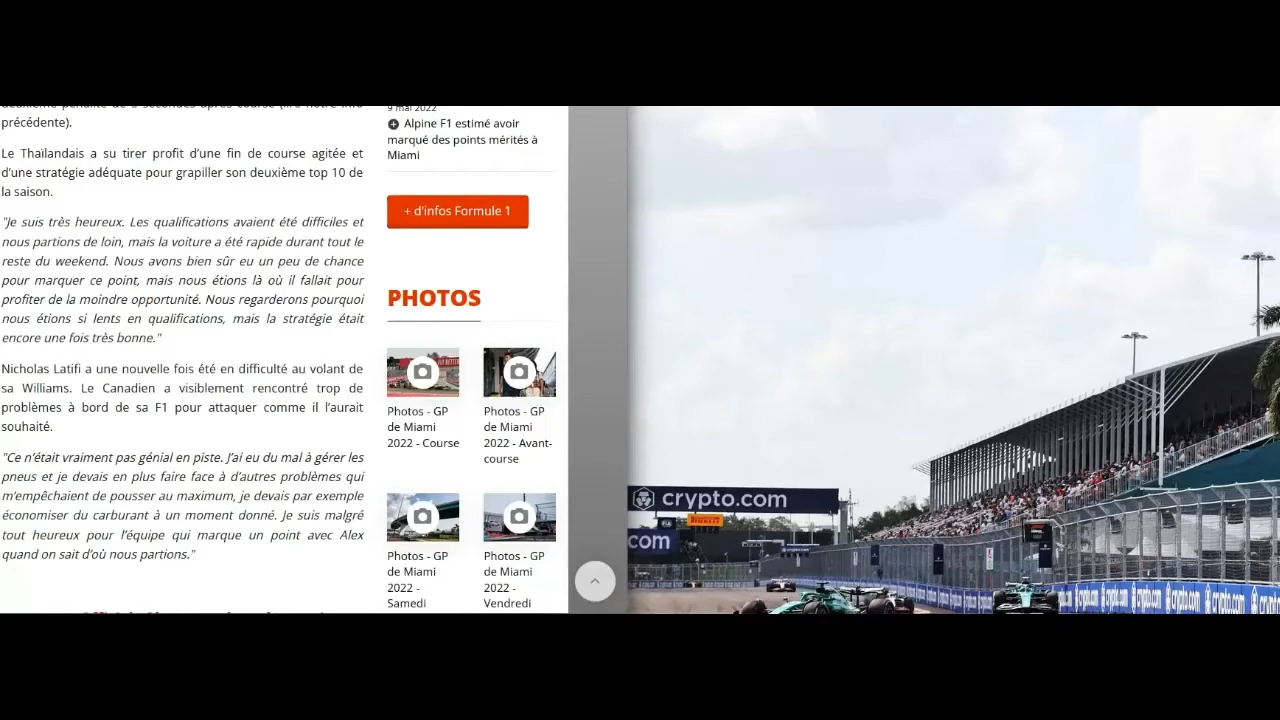 précédente).
Le Thaïlandais a su tirer profit d’une fin de course agitée et
d’une stratégie adéquate pour grapiller son deuxième top 10 de
la saison.
"Je suis très heureux. Les qualifications avaient été difficiles et
nous partions de loin, mais la voiture a été rapide durant tout le
reste du weekend. Nous avons bien sûr eu un peu de chance
pour marquer ce point, mais nous étions là où il fallait pour
profiter de la moindre opportunité. Nous regarderons pourquoi
nous étions si lents en qualifications, mais la stratégie était
encore une fois très bonne."
Nicholas Latifi a une nouvelle fois été en difficulté au volant de
sa Williams. Le Canadien a visiblement rencontré trop de
problèmes à bord de sa F1 pour attaquer comme il l’aurait
souhaité.
"Ce n’était vraiment pas génial en piste. J’ai eu du mal à gérer les
pneus et je devais en plus faire face à d’autres problèmes qui
m’empêchaient de pousser au maximum, je devais par exemple
économiser du carburant à un moment donné. Je suis malgré
tout heureux pour l’équipe qui marque un point avec Alex
quand on sait d’où nous partions."
9 mai 2022
Alpine F1 estimé avoir
marqué des points mérités à
Miami
+ d'infos Formule 1
PHOTOS
Photos - GP
de Miami
2022 - Course
Photos - GP
de Miami
2022 - Avant-
course
Photos - GP
de Miami
2022 -
Samedi
Photos - GP
de Miami
2022 -
Vendredi
crypto.com
PIRELLI
com
crypto.com crypto.com crypto.com crypto.com